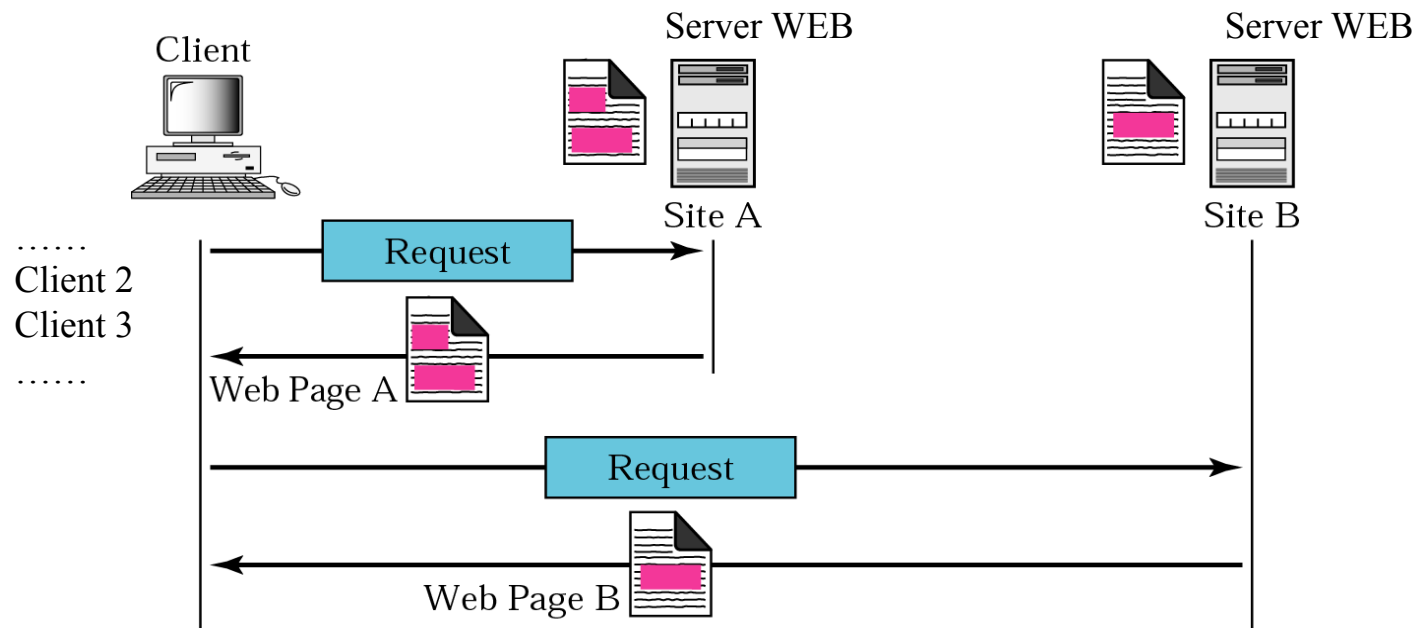 Server WEB
Server WEB
Client
Site A
Site B
……
Client 2
Client 3
……
Request
Web Page A
Request
Web Page B